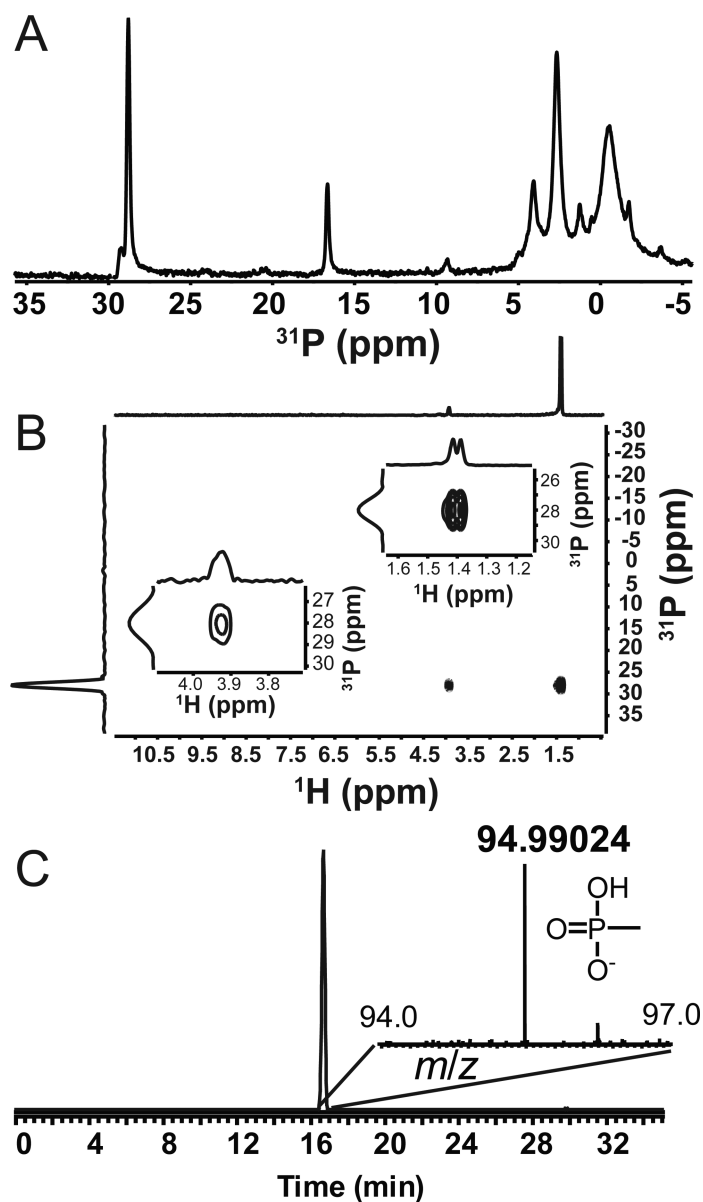 A
35 30 25 20 15 10 5 0 -5
31P (ppm)
B
-30
-25
-20
-15
-10
-5
0
5
10
15
20
25
30
35
31P (ppm)
26
28
30
31P (ppm)
1.6 1.5 1.4 1.3 1.2
1H (ppm)
27
28
29
30
31P (ppm)
4.0 3.9 3.8
1H (ppm)
10.5 9.5 8.5 7.5 6.5 5.5 4.5 3.5 2.5 1.5
1H (ppm)
C
94.99024
OH
O=P
O-
94.0 97.0
m/z
0 4 8 12 16 20 24 28 32
Time (min)